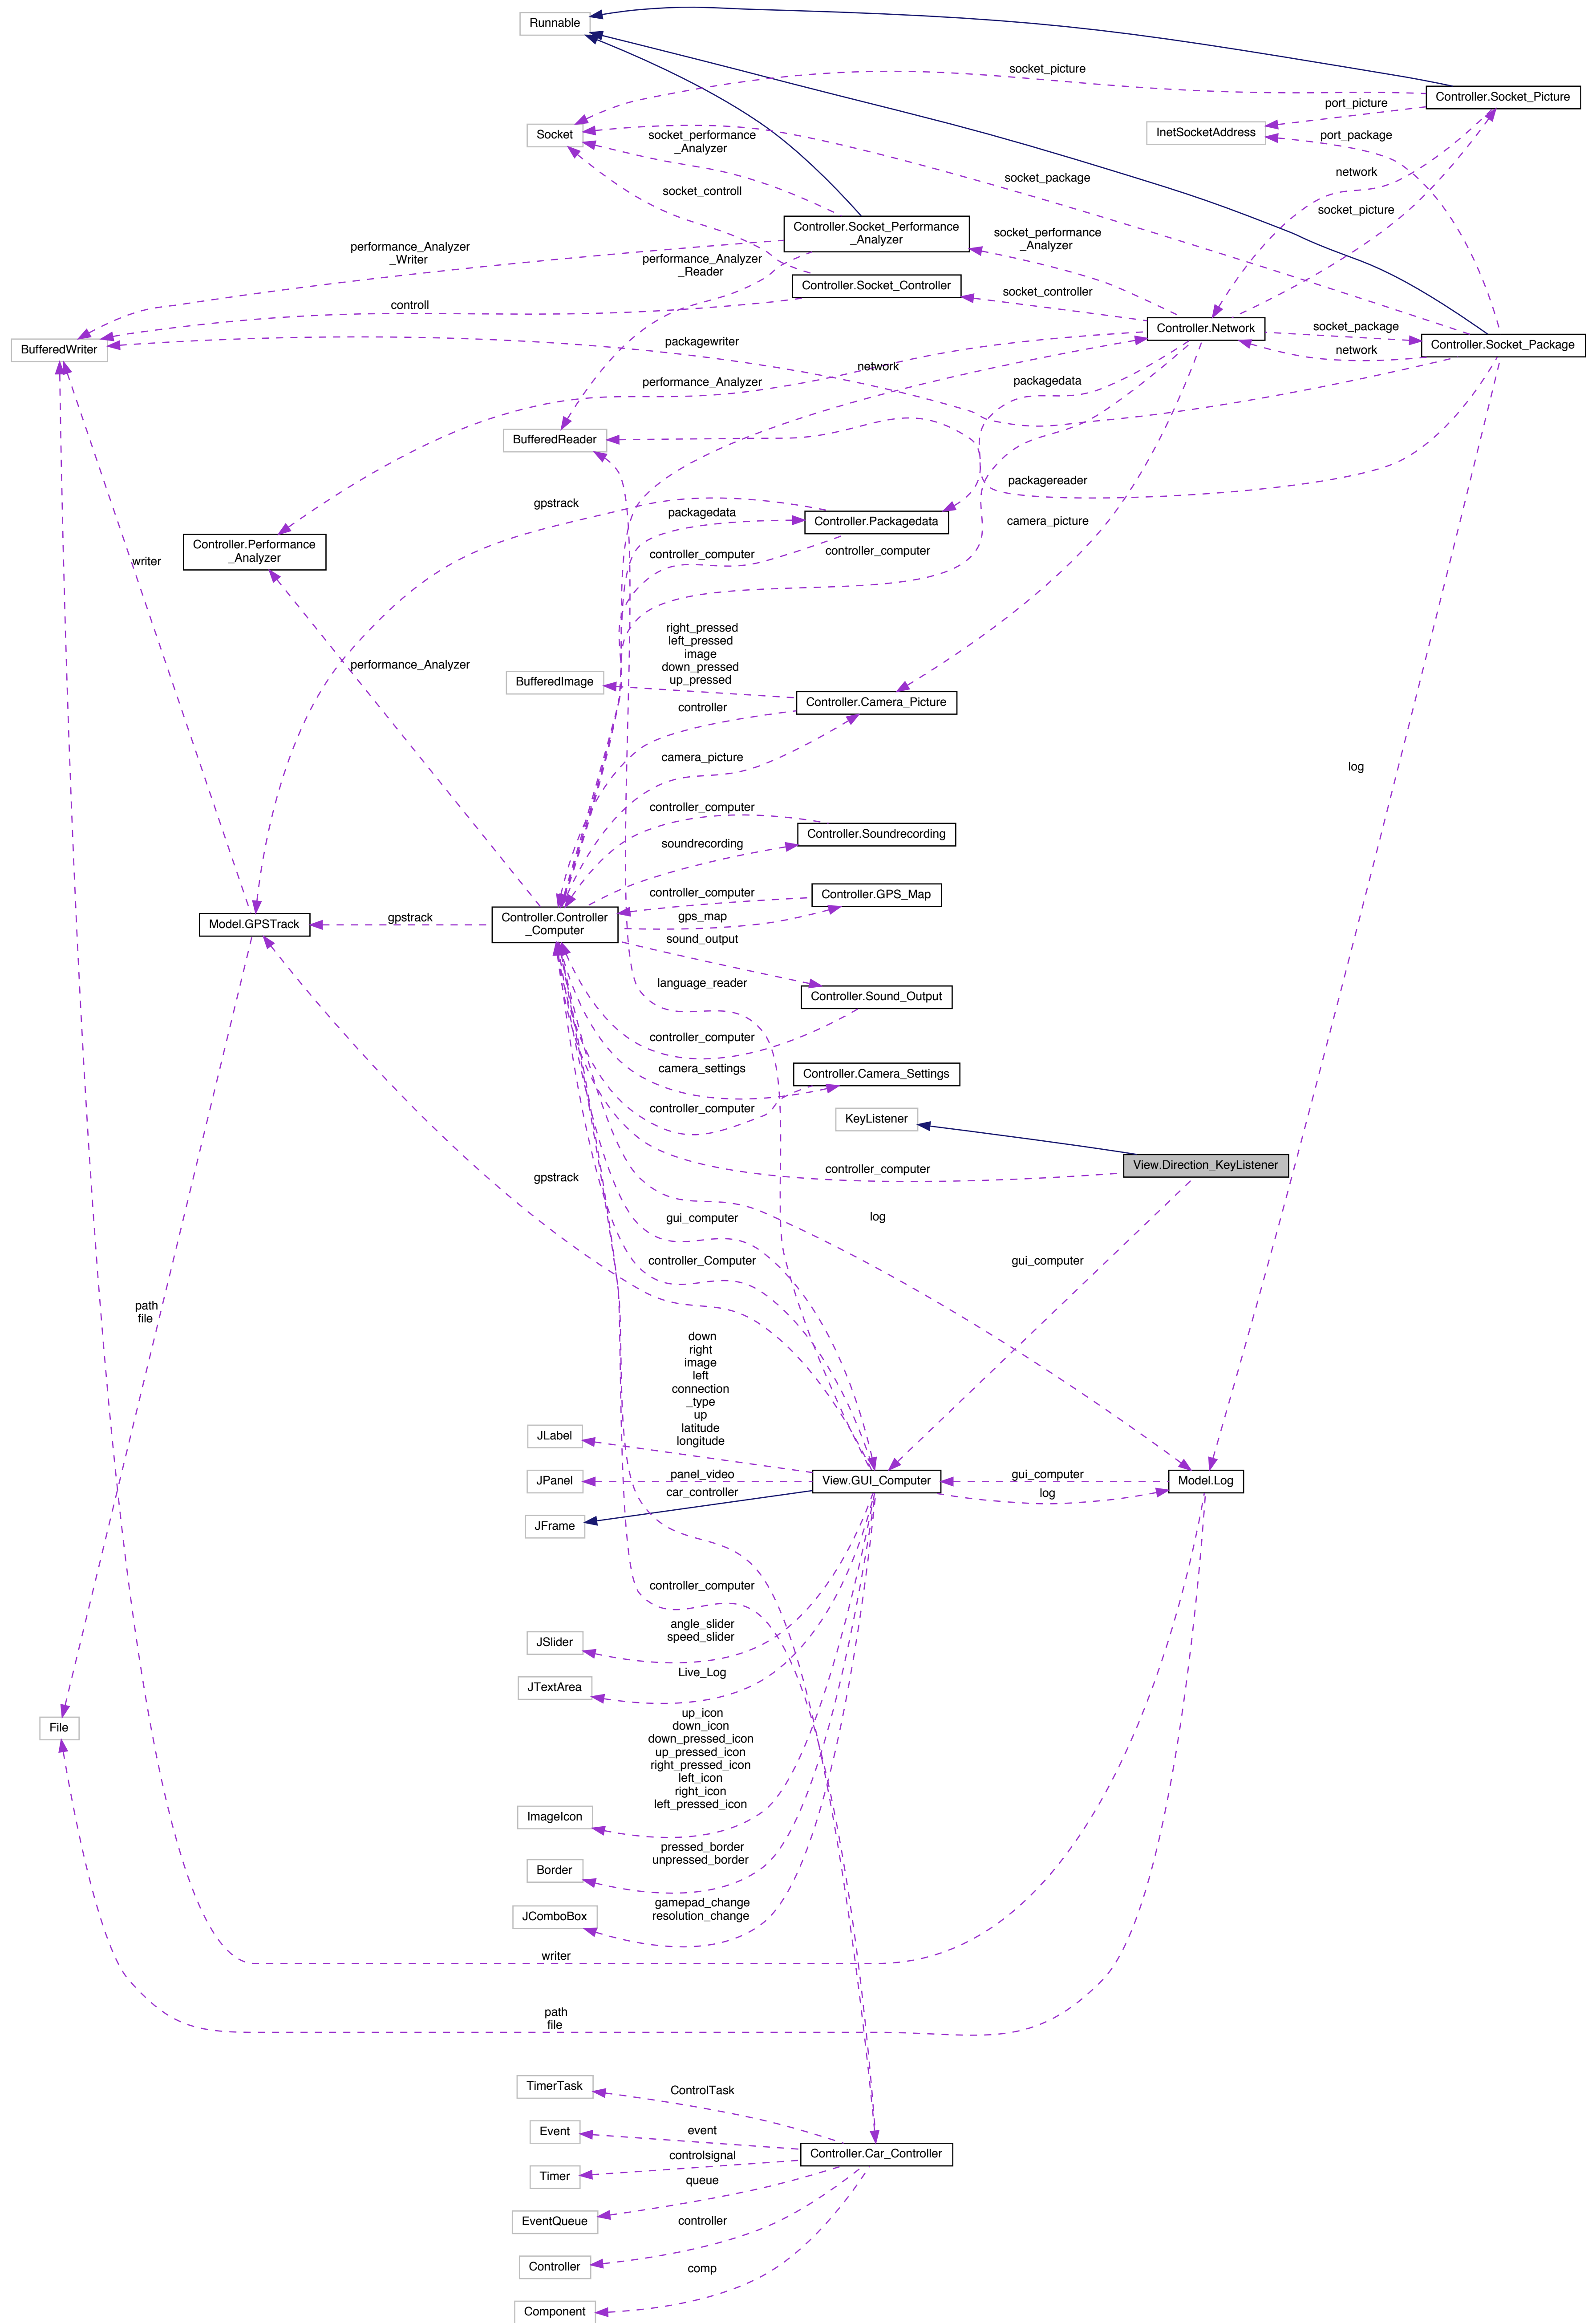 Runnable
socket_picture
Controller.Socket_Picture
port_picture
Socket
InetSocketAddress
port_package
socket_performance
_Analyzer
network
socket_package
socket_controll
socket_picture
Controller.Socket_Performance
_Analyzer
socket_performance
_Analyzer
performance_Analyzer
_Writer
performance_Analyzer
_Reader
Controller.Socket_Controller
socket_controller
controll
Controller.Network
socket_package
BufferedWriter
packagewriter
network
Controller.Socket_Package
network
performance_Analyzer
packagedata
BufferedReader
packagereader
gpstrack
packagedata
Controller.Packagedata
camera_picture
Controller.Performance
_Analyzer
writer
controller_computer
controller_computer
right_pressed
left_pressed
image
down_pressed
up_pressed
performance_Analyzer
BufferedImage
Controller.Camera_Picture
controller
camera_picture
log
controller_computer
Controller.Soundrecording
soundrecording
controller_computer
Controller.GPS_Map
Model.GPSTrack
gpstrack
Controller.Controller
_Computer
gps_map
sound_output
language_reader
Controller.Sound_Output
controller_computer
camera_settings
Controller.Camera_Settings
controller_computer
KeyListener
View.Direction_KeyListener
controller_computer
gpstrack
gui_computer
log
controller_Computer
gui_computer
path
file
down
right
image
left
connection
_type
up
latitude
longitude
JLabel
JPanel
panel_video
View.GUI_Computer
gui_computer
Model.Log
car_controller
log
JFrame
controller_computer
angle_slider
speed_slider
JSlider
Live_Log
JTextArea
up_icon
down_icon
down_pressed_icon
up_pressed_icon
right_pressed_icon
left_icon
right_icon
left_pressed_icon
File
ImageIcon
pressed_border
unpressed_border
Border
gamepad_change
resolution_change
JComboBox
writer
path
file
TimerTask
ControlTask
Event
event
Controller.Car_Controller
controlsignal
Timer
queue
EventQueue
controller
Controller
comp
Component